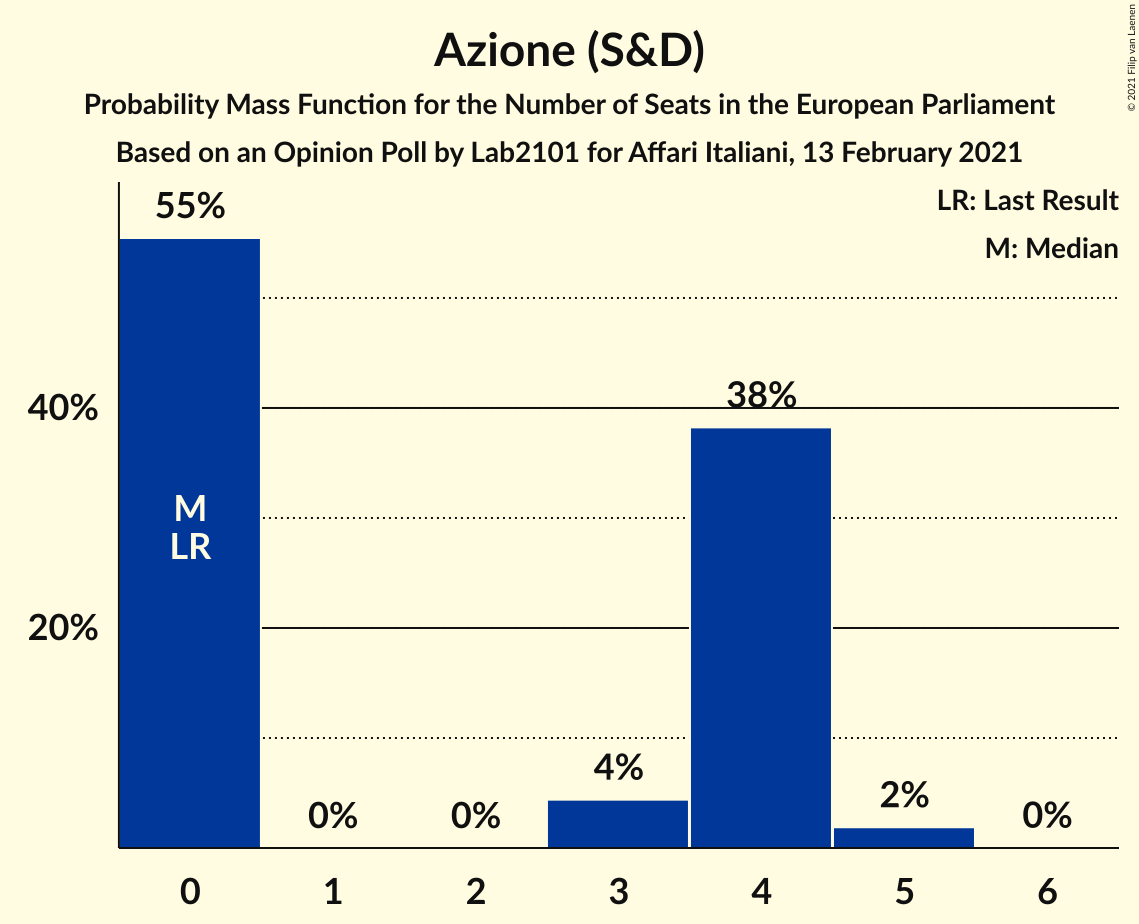 Azione (S&D)
Probability Mass Function for the Number of Seats in the European Parliament
Based on an Opinion Poll by Lab2101 for Affari Italiani, 13 February 2021
© 2021 Filip van Laenen
LR: Last Result
M: Median
55%
38%
40%
M
LR
20%
4%
2%
0%
0%
0%
0
1
2
3
4
5
6